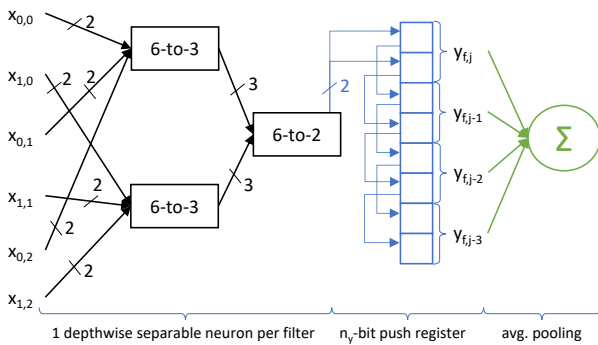 x0,0
2
6-to-3
yf,j
x1,0
2
2
3
2
x0,1
yf,j-1
6-to-2
Σ
x1,1
2
yf,j-2
3
6-to-3
x0,2
2
2
yf,j-3
x1,2
1 depthwise separable neuron per filter
ny-bit push register
avg. pooling